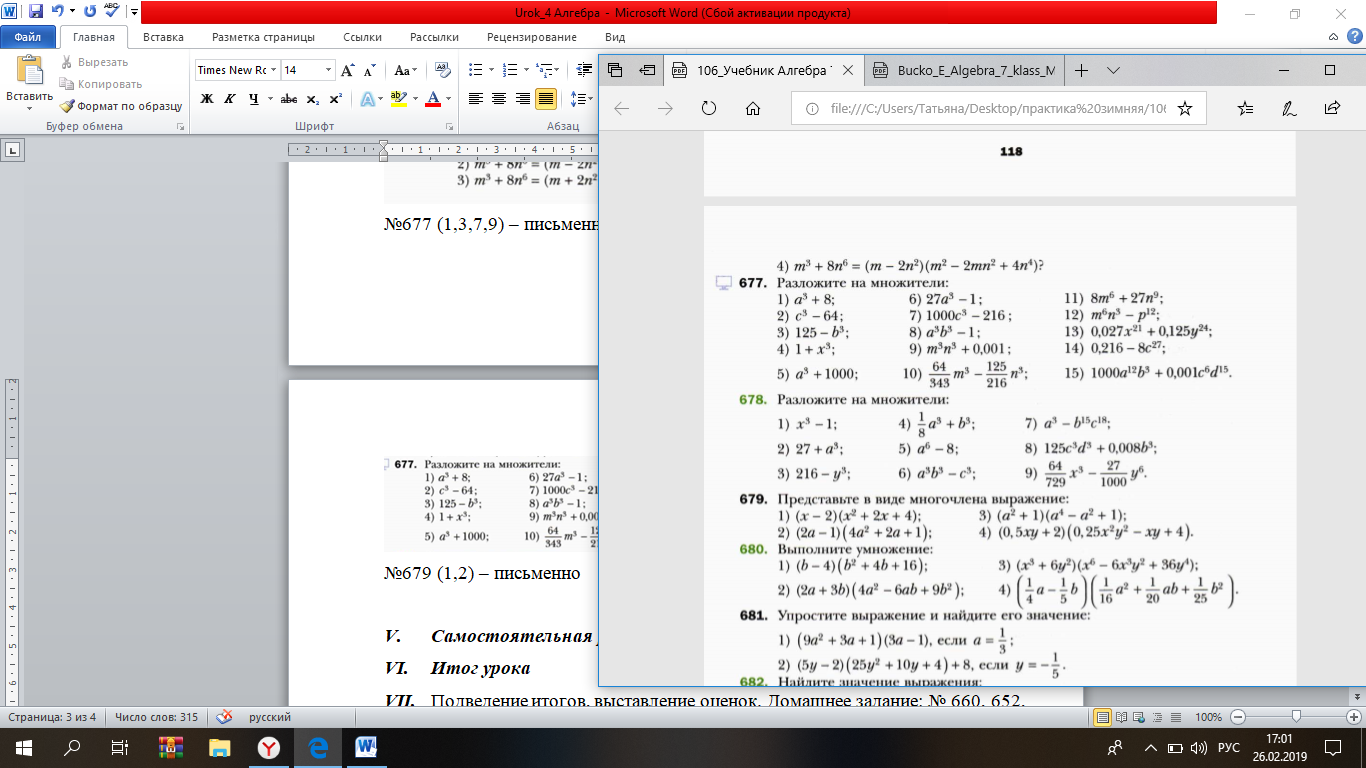 Urok_4 Алгебра - Microsoft Word (Сбой активации продукта)
Файл Главная Вставка Разметка страницы Ссылки Рассылки Рецензирование Вид
Вставить
Вырезать
Копировать
Формат по образцу
Буфер обмена
Times New Ro 14
Ж К Ч abc x₂ x²
Шрифт
Абзац
3) m³ + 8n⁶ = (m + 2n²
№677 (1,3,7,9) – письменн
677. Разложите на множители:
1) a³ + 8; 6) 27a³ – 1;
2) c³ – 64; 7) 1000c³ – 21
3) 125 – b³; 8) a³b³ – 1;
4) 1 + x³; 9) m³n³ + 0,00
5) a³ + 1000; 10) 64/343 m³ –
№679 (1,2) – письменно
V. Самостоятельная
VI. Итог урока
VII. Подведение итогов, выставление оценок. Домашнее задание: № 660, 652,
106_Учебник Алгебра
Bucko_E_Algebra_7_klass_M
file:///C:/Users/Татьяна/Desktop/практика%20зимняя/106
118
4) m³ + 8n⁶ = (m – 2n²)(m² – 2mn² + 4n⁴)?
677. Разложите на множители:
1) a³ + 8; 6) 27a³ – 1; 11) 8m⁶ + 27n⁹;
2) c³ – 64; 7) 1000c³ – 216; 12) m⁶n³ – p¹²;
3) 125 – b³; 8) a³b³ – 1; 13) 0,027x²¹ + 0,125y²⁴;
4) 1 + x³; 9) m³n³ + 0,001; 14) 0,216 – 8c²⁷;
5) a³ + 1000; 10) 64/343 m³ – 125/216 n³; 15) 1000a¹²b³ + 0,001c⁶d¹⁵.
678. Разложите на множители:
1) x³ – 1; 4) 1/8 a³ + b³; 7) a³ – b¹⁵c¹⁸;
2) 27 + a³; 5) a⁶ – 8; 8) 125c³d³ + 0,008b³;
3) 216 – y³; 6) a³b³ – c³; 9) 64/729 x³ – 27/1000 y⁶.
679. Представьте в виде многочлена выражение:
1) (x – 2)(x² + 2x + 4); 3) (a² + 1)(a⁴ – a² + 1);
2) (2a – 1)(4a² + 2a + 1); 4) (0,5xy + 2)(0,25x²y² – xy + 4).
680. Выполните умножение:
1) (b – 4)(b² + 4b + 16); 3) (x³ + 6y²)(x⁶ – 6x³y² + 36y⁴);
2) (2a + 3b)(4a² – 6ab + 9b²); 4) (1/4 a – 1/5 b)(1/16 a² + 1/20 ab + 1/25 b²).
681. Упростите выражение и найдите его значение:
1) (9a² + 3a + 1)(3a – 1), если a = 1/3;
2) (5y – 2)(25y² + 10y + 4) + 8, если y = –1/5.
682. Найдите значение выражения:
Страница: 3 из 4 Число слов: 315 русский 100%
РУС 17:01
26.02.2019